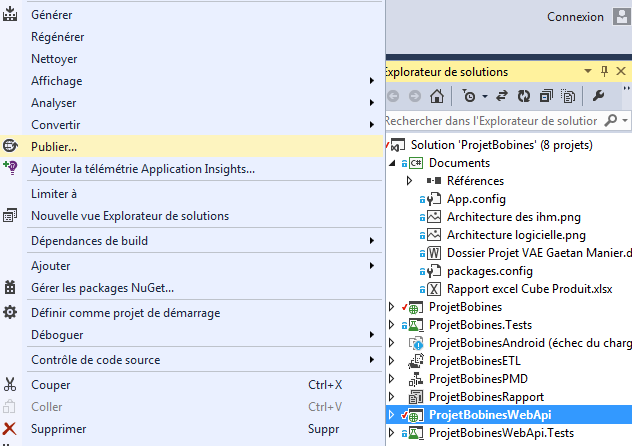 Générer
Régénérer
Nettoyer
Affichage
Analyser
Convertir
Publier...
Ajouter la télémétrie Application Insights...
Limiter à
Nouvelle vue Explorateur de solutions
Dépendances de build
Ajouter
Gérer les packages NuGet...
Définir comme projet de démarrage
Déboguer
Contrôle de code source
Couper Ctrl+X
Coller Ctrl+V
Supprimer Suppr
Connexion
Explorateur de solutions
Rechercher dans l'Explorateur de solution
Solution 'ProjetBobines' (8 projets)
C# Documents
Références
App.config
Architecture des ihm.png
Architecture logicielle.png
Dossier Projet VAE Gaetan Manier.d
packages.config
Rapport excel Cube Produit.xlsx
ProjetBobines
ProjetBobines.Tests
ProjetBobinesAndroid (échec du charg
ProjetBobinesETL
ProjetBobinesPMD
ProjetBobinesRapport
ProjetBobinesWebApi
ProjetBobinesWebApi.Tests